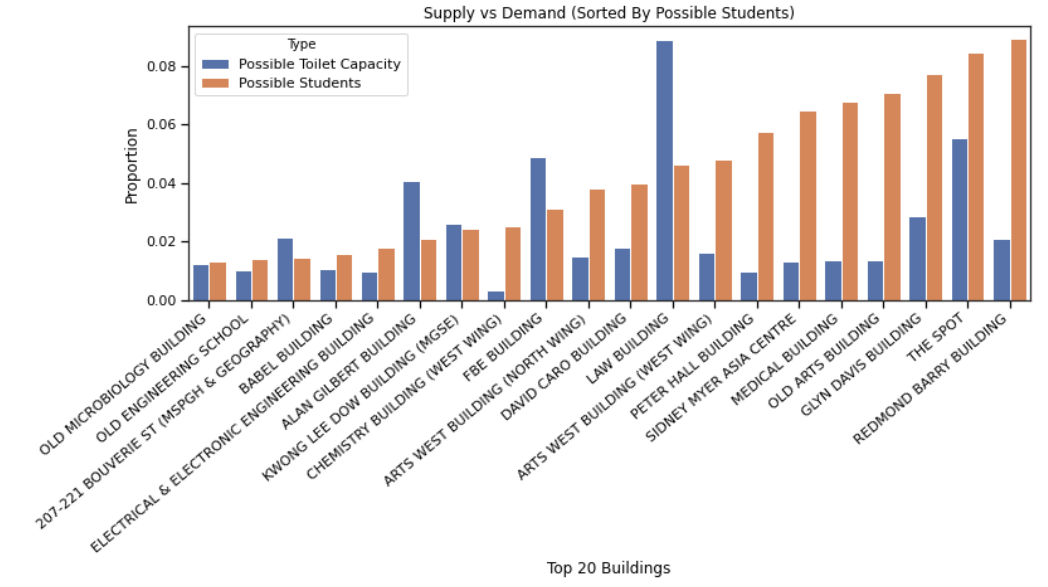 Supply vs Demand (Sorted By Possible Students)
Type
Possible Toilet Capacity
Possible Students
Proportion
0.08
0.06
0.04
0.02
0.00
OLD MICROBIOLOGY BUILDING
OLD ENGINEERING SCHOOL
207-221 BOUVERIE ST (MSPGH & GEOGRAPHY)
BABEL BUILDING
ELECTRICAL & ELECTRONIC ENGINEERING BUILDING
ALAN GILBERT BUILDING
KWONG LEE DOW BUILDING (MGSE)
CHEMISTRY BUILDING (WEST WING)
FBE BUILDING
ARTS WEST BUILDING (NORTH WING)
DAVID CARO BUILDING
LAW BUILDING
ARTS WEST BUILDING (WEST WING)
PETER HALL BUILDING
SIDNEY MYER ASIA CENTRE
MEDICAL BUILDING
OLD ARTS BUILDING
GLYN DAVIS BUILDING
THE SPOT
REDMOND BARRY BUILDING
Top 20 Buildings